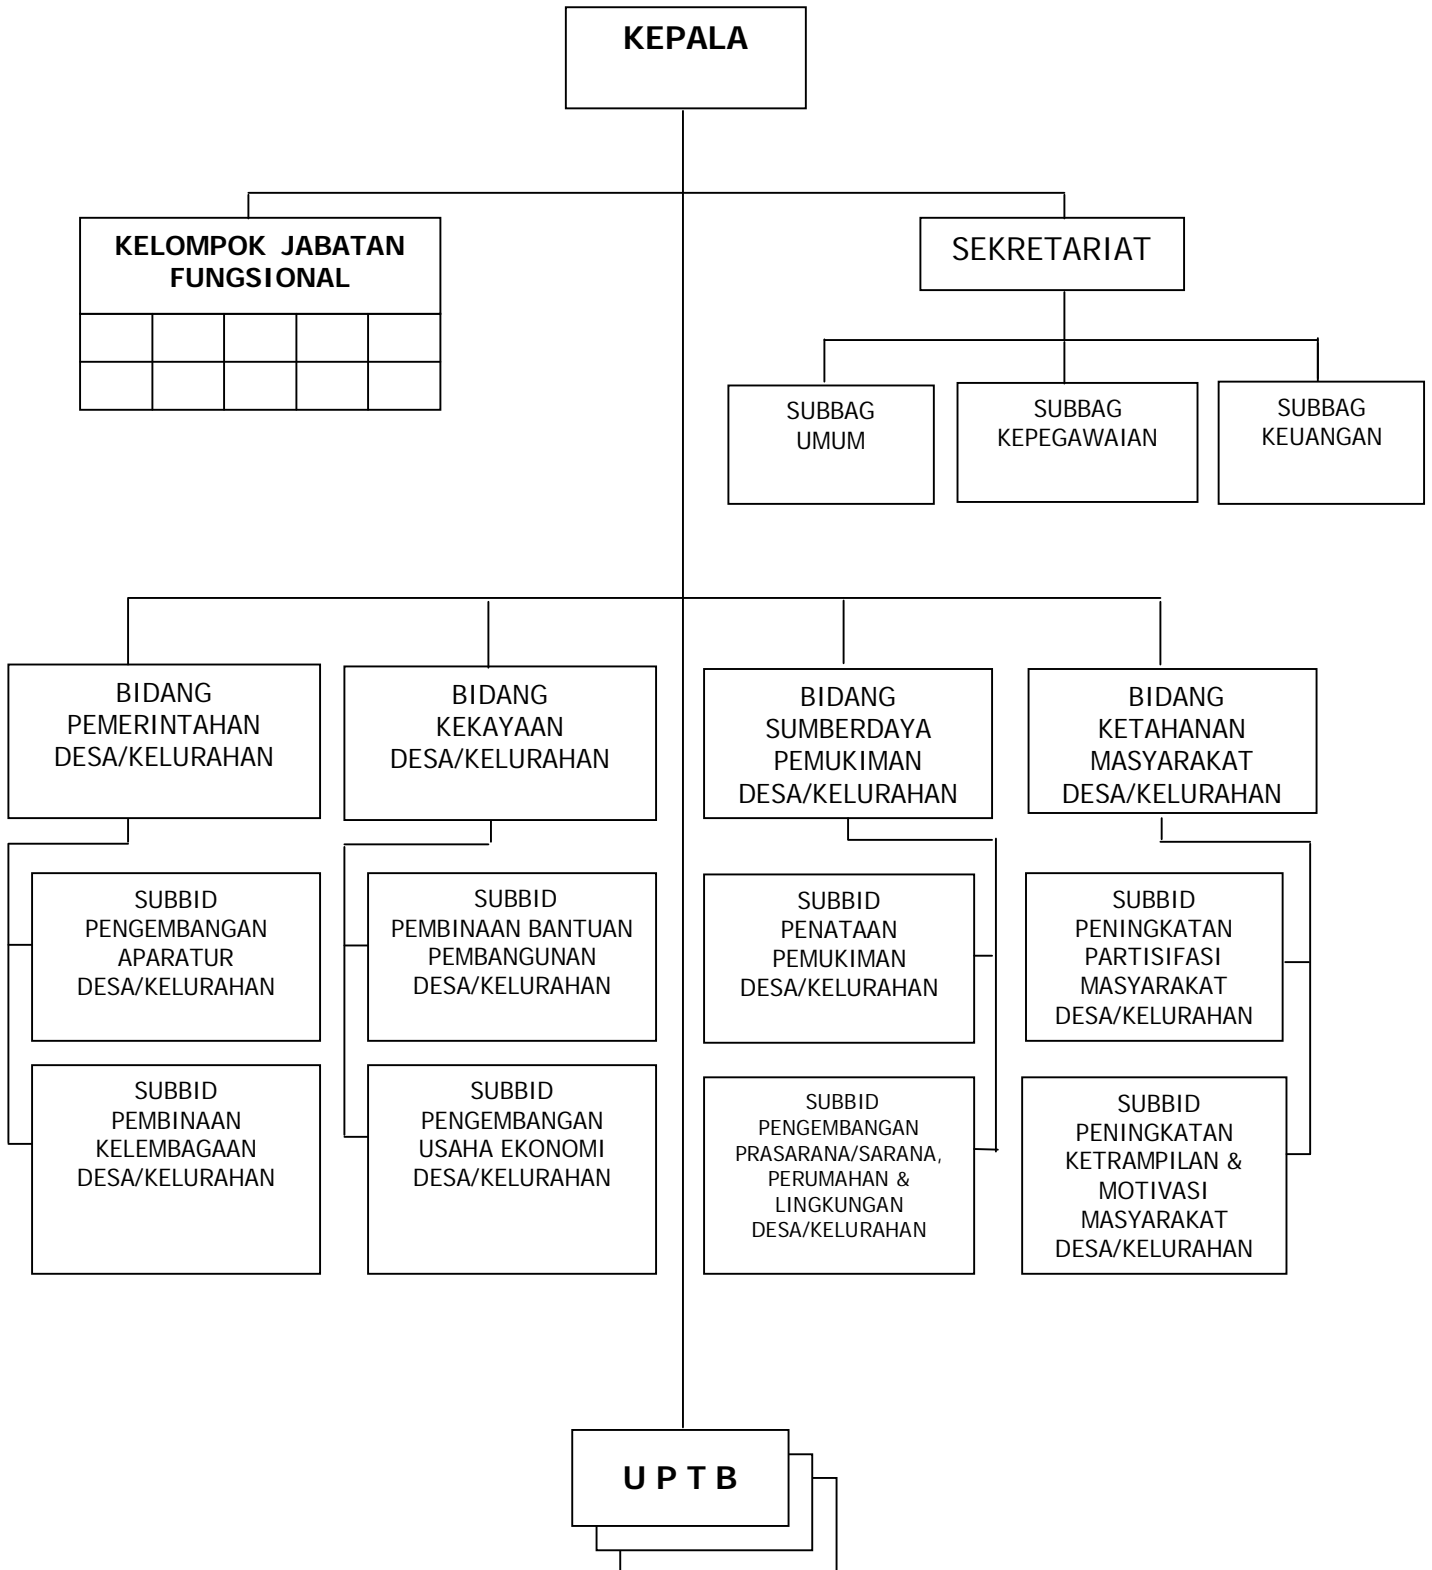 KEPALA
KELOMPOK JABATAN
FUNGSIONAL
SEKRETARIAT
SUBBAG
UMUM
SUBBAG
KEPEGAWAIAN
SUBBAG
KEUANGAN
BIDANG
PEMERINTAHAN
DESA/KELURAHAN
BIDANG
KEKAYAAN
DESA/KELURAHAN
BIDANG
SUMBERDAYA
PEMUKIMAN
DESA/KELURAHAN
BIDANG
KETAHANAN
MASYARAKAT
DESA/KELURAHAN
SUBBID
PENGEMBANGAN
APARATUR
DESA/KELURAHAN
SUBBID
PEMBINAAN BANTUAN
PEMBANGUNAN
DESA/KELURAHAN
SUBBID
PENATAAN
PEMUKIMAN
DESA/KELURAHAN
SUBBID
PENINGKATAN
PARTISIFASI
MASYARAKAT
DESA/KELURAHAN
SUBBID
PEMBINAAN
KELEMBAGAAN
DESA/KELURAHAN
SUBBID
PENGEMBANGAN
USAHA EKONOMI
DESA/KELURAHAN
SUBBID
PENGEMBANGAN
PRASARANA/SARANA,
PERUMAHAN &
LINGKUNGAN
DESA/KELURAHAN
SUBBID
PENINGKATAN
KETRAMPILAN &
MOTIVASI
MASYARAKAT
DESA/KELURAHAN
U P T B